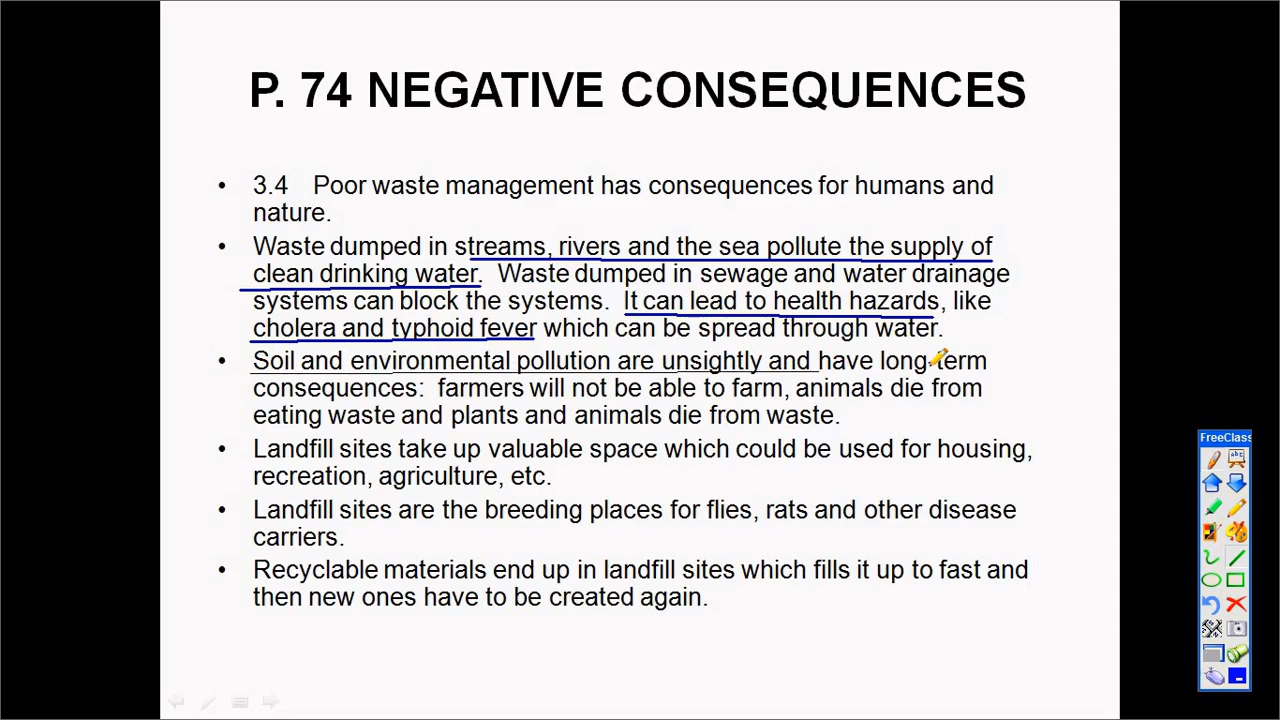 P. 74 NEGATIVE CONSEQUENCES
• 3.4 Poor waste management has consequences for humans and
nature.
• Waste dumped in streams, rivers and the sea pollute the supply of
clean drinking water. Waste dumped in sewage and water drainage
systems can block the systems. It can lead to health hazards, like
cholera and typhoid fever which can be spread through water.
• Soil and environmental pollution are unsightly and have long-term
consequences: farmers will not be able to farm, animals die from
eating waste and plants and animals die from waste.
• Landfill sites take up valuable space which could be used for housing,
recreation, agriculture, etc.
• Landfill sites are the breeding places for flies, rats and other disease
carriers.
• Recyclable materials end up in landfill sites which fills it up to fast and
then new ones have to be created again.
FreeClass